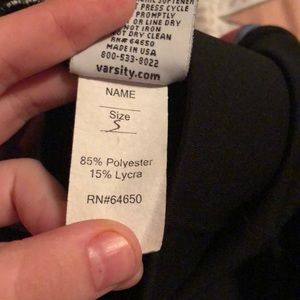 SOFTENER
PRESS CYCLE
PROMPTLY
OR LINE DRY
NOT IRON
NOT DRY CLEAN
RN# 64650
MADE IN USA
800-533-8022
varsity.com
NAME
Size
S
85% Polyester
15% Lycra
RN#64650